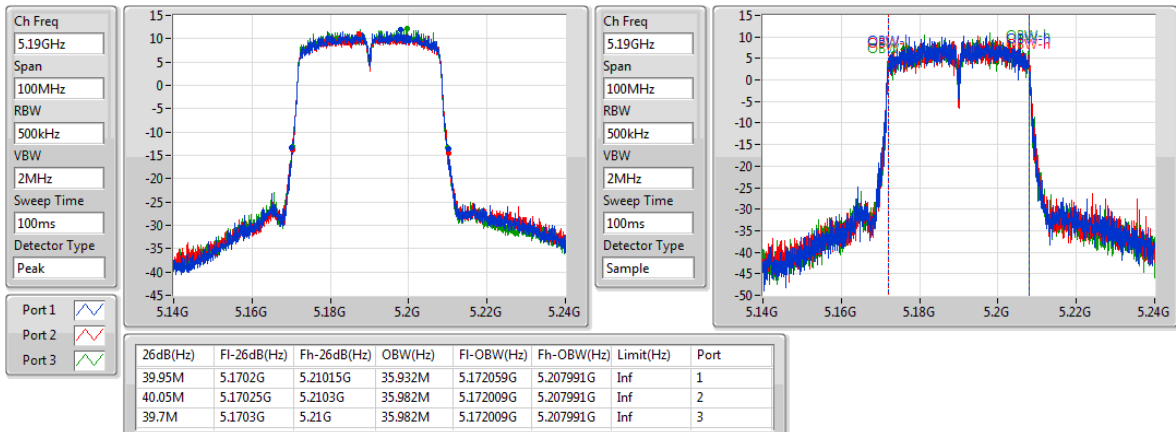 Ch Freq
5.19GHz
Span
100MHz
RBW
500kHz
VBW
2MHz
Sweep Time
100ms
Detector Type
Peak
Port 1
Port 2
Port 3
15
10
5
0
-5
-10
-15
-20
-25
-30
-35
-40
-45
5.14G 5.16G 5.18G 5.2G 5.22G 5.24G
Ch Freq
5.19GHz
Span
100MHz
RBW
500kHz
VBW
2MHz
Sweep Time
100ms
Detector Type
Sample
15
10
5
0
-5
-10
-15
-20
-25
-30
-35
-40
-45
-50
OBW-h
OBW-h
5.14G 5.16G 5.18G 5.2G 5.22G 5.24G
26dB(Hz) Fl-26dB(Hz) Fh-26dB(Hz) OBW(Hz) Fl-OBW(Hz) Fh-OBW(Hz) Limit(Hz) Port
39.95M 5.1702G 5.21015G 35.932M 5.172059G 5.207991G Inf 1
40.05M 5.17025G 5.2103G 35.982M 5.172009G 5.207991G Inf 2
39.7M 5.1703G 5.21G 35.982M 5.172009G 5.207991G Inf 3